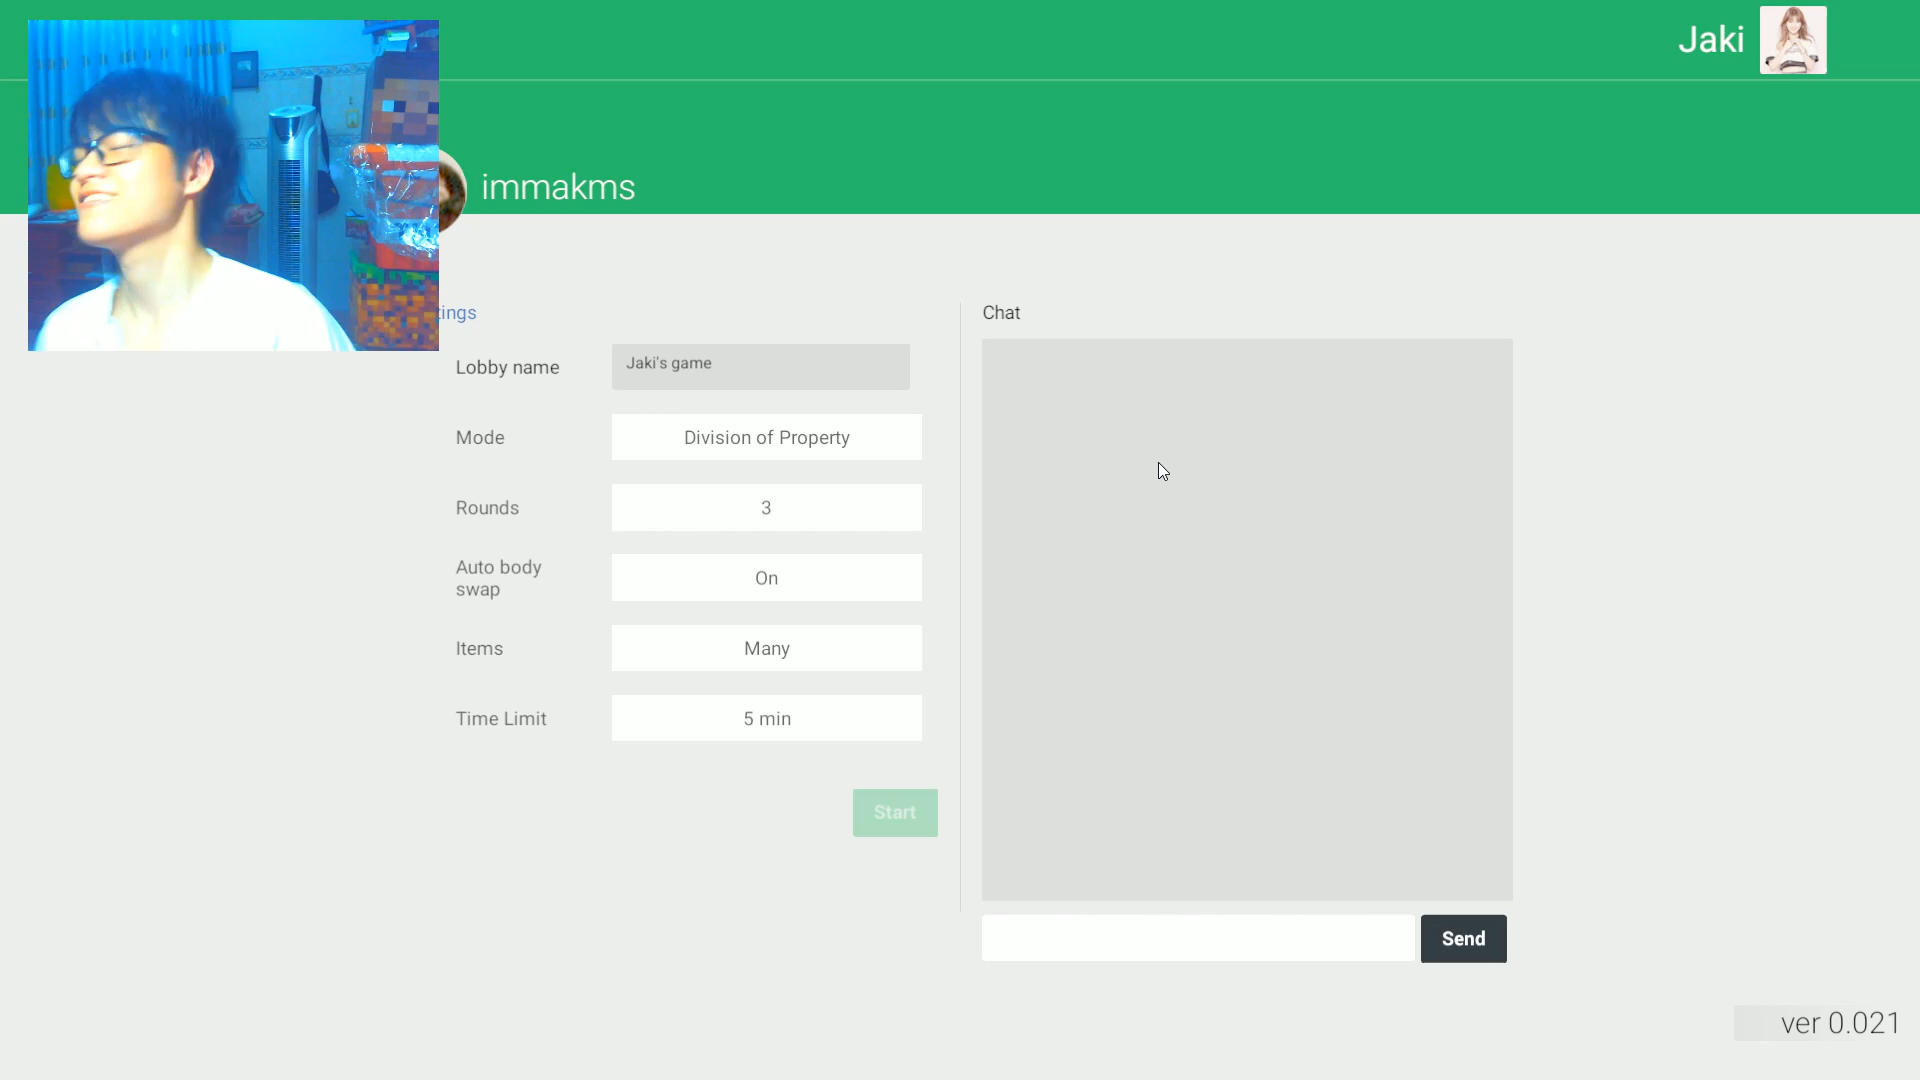 Jaki
immakms
tings
Chat
Lobby name
Jaki's game
Mode
Division of Property
Rounds
3
Auto body
swap
On
Items
Many
Time Limit
5 min
Start
Send
ver 0.021